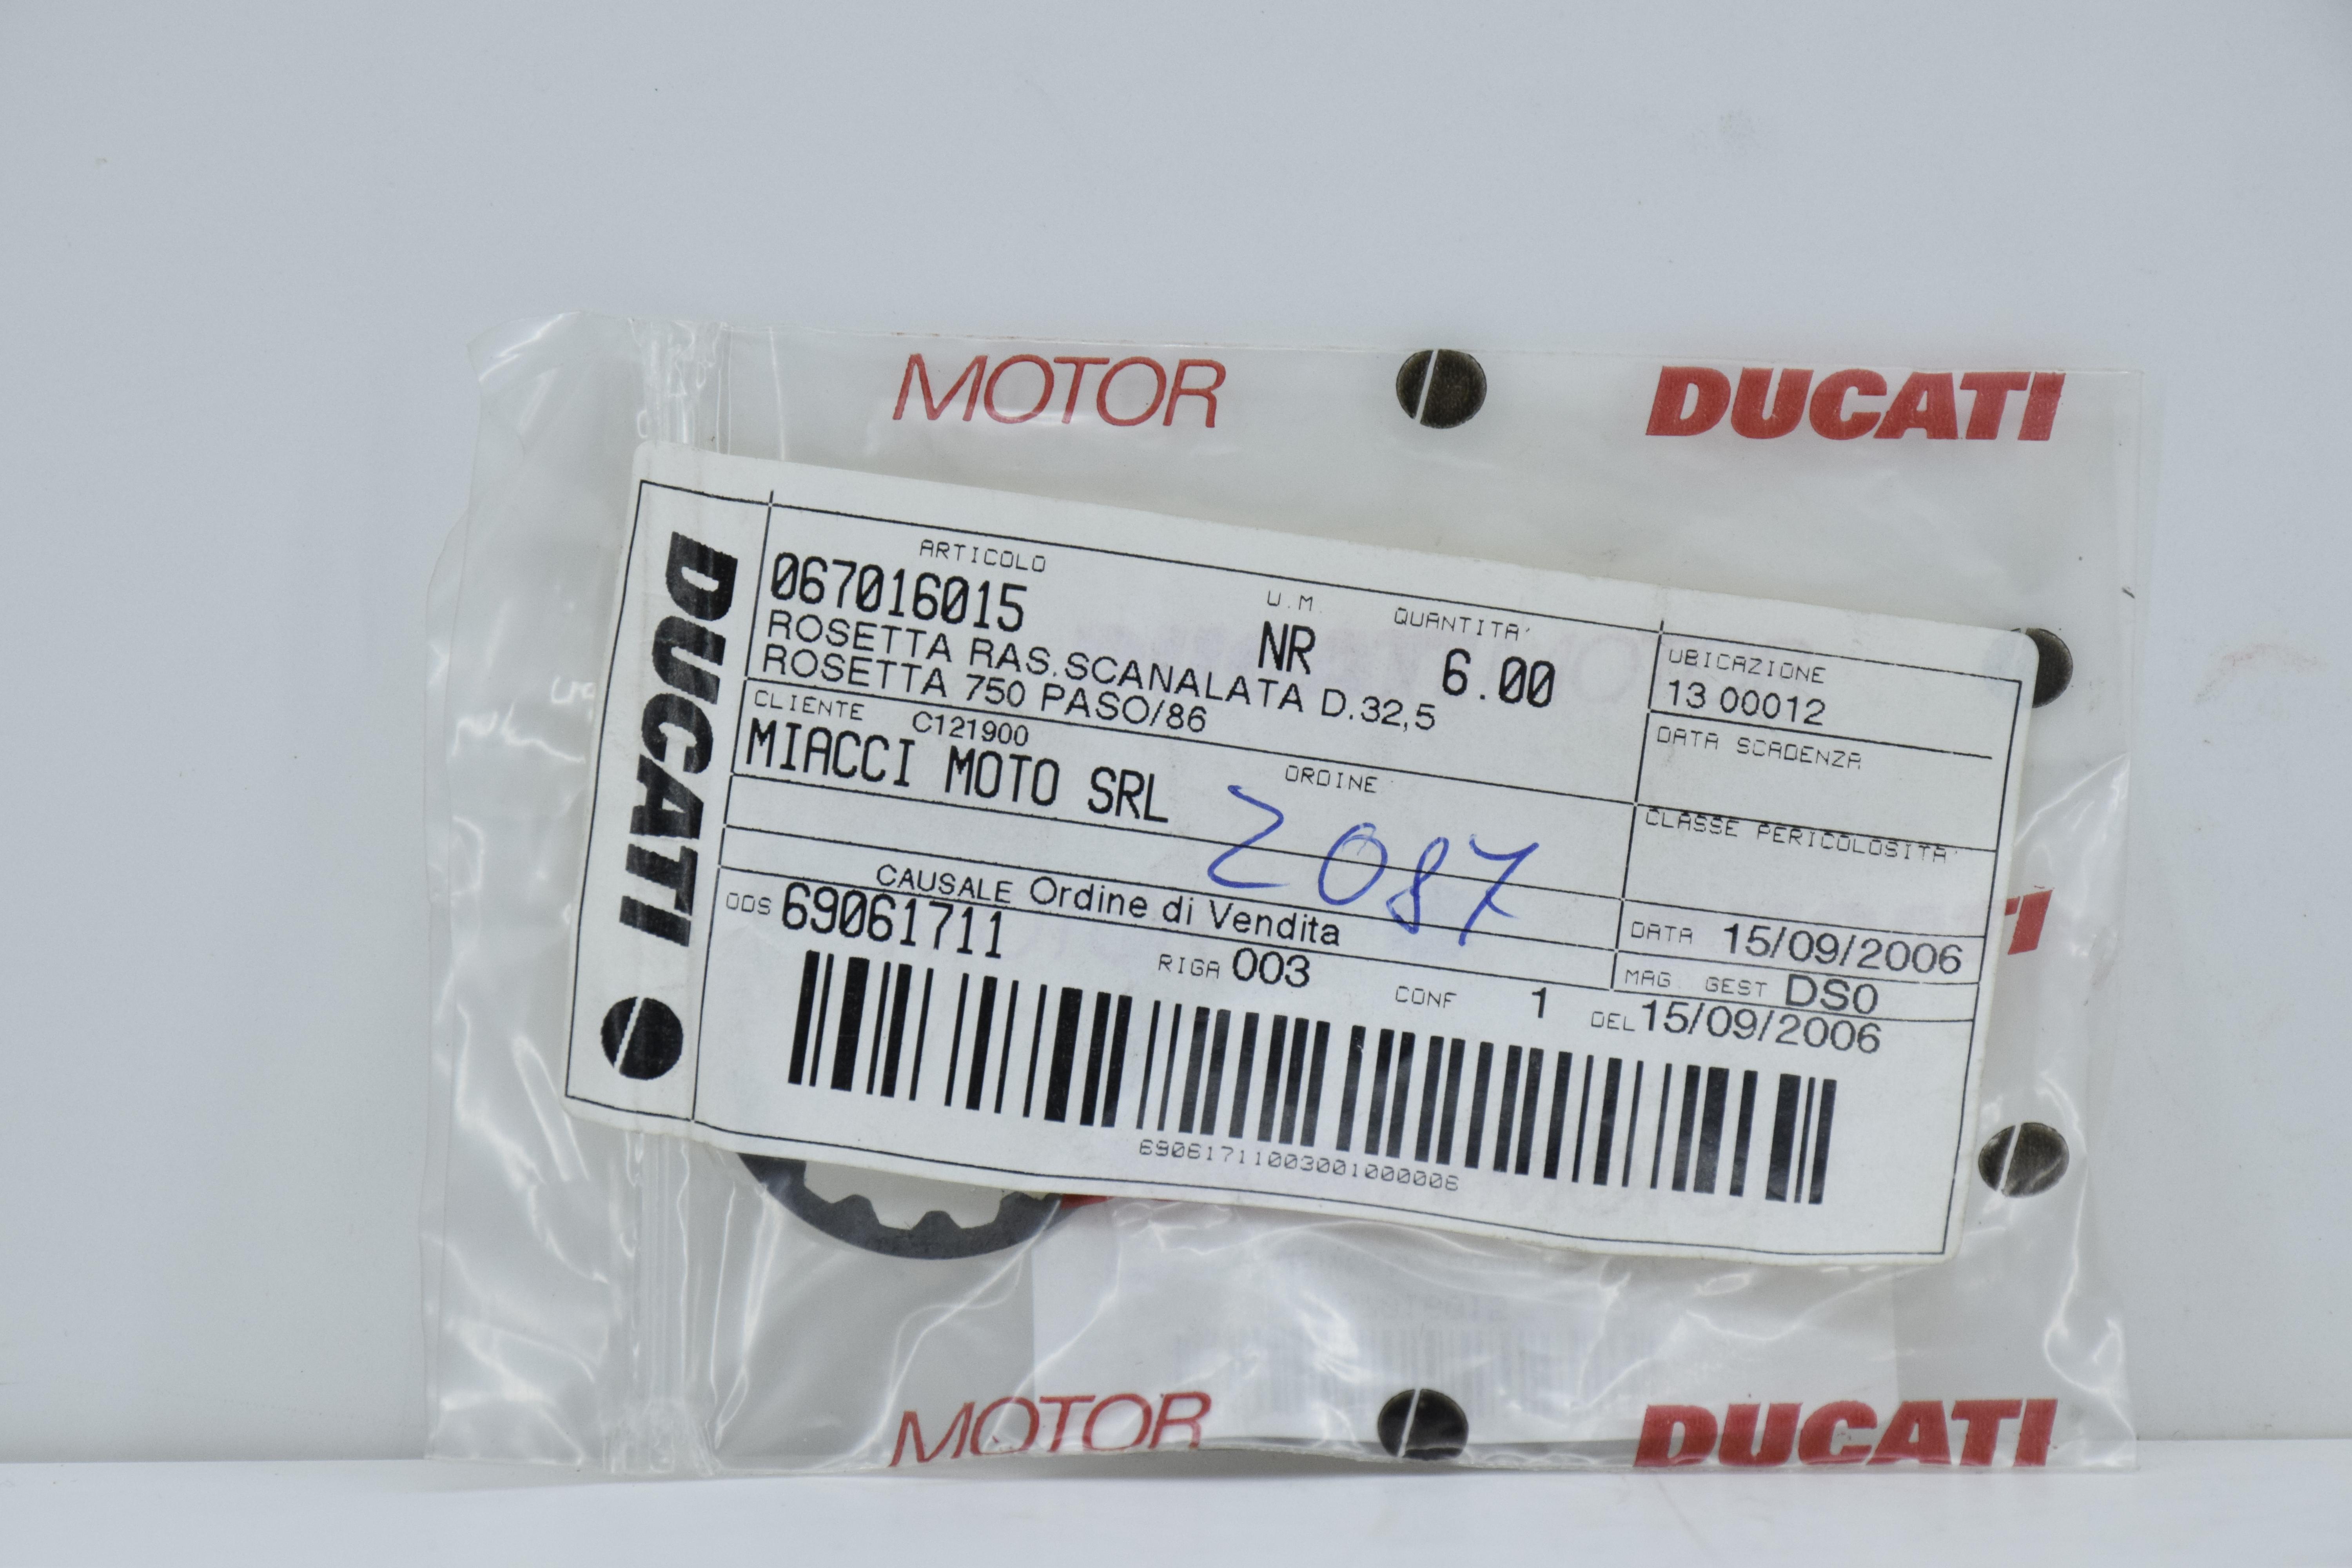 MOTOR DUCATI
DUCATI
ARTICOLO
067016015
U.M.
NR
QUANTITA'
6.00
ROSETTA RAS.SCANALATA D.32,5
ROSETTA 750 PASO/86
UBICAZIONE
13 00012
DATA SCADENZA
CLASSE PERICOLOSITA'
CLIENTE C121900
MIACCI MOTO SRL
ORDINE
2087
CAUSALE Ordine di Vendita
DATA 15/09/2006
MAG. GEST DS0
ODS 69061711
RIGA 003
CONF 1
DEL 15/09/2006
69061711003001000006
MOTOR DUCATI